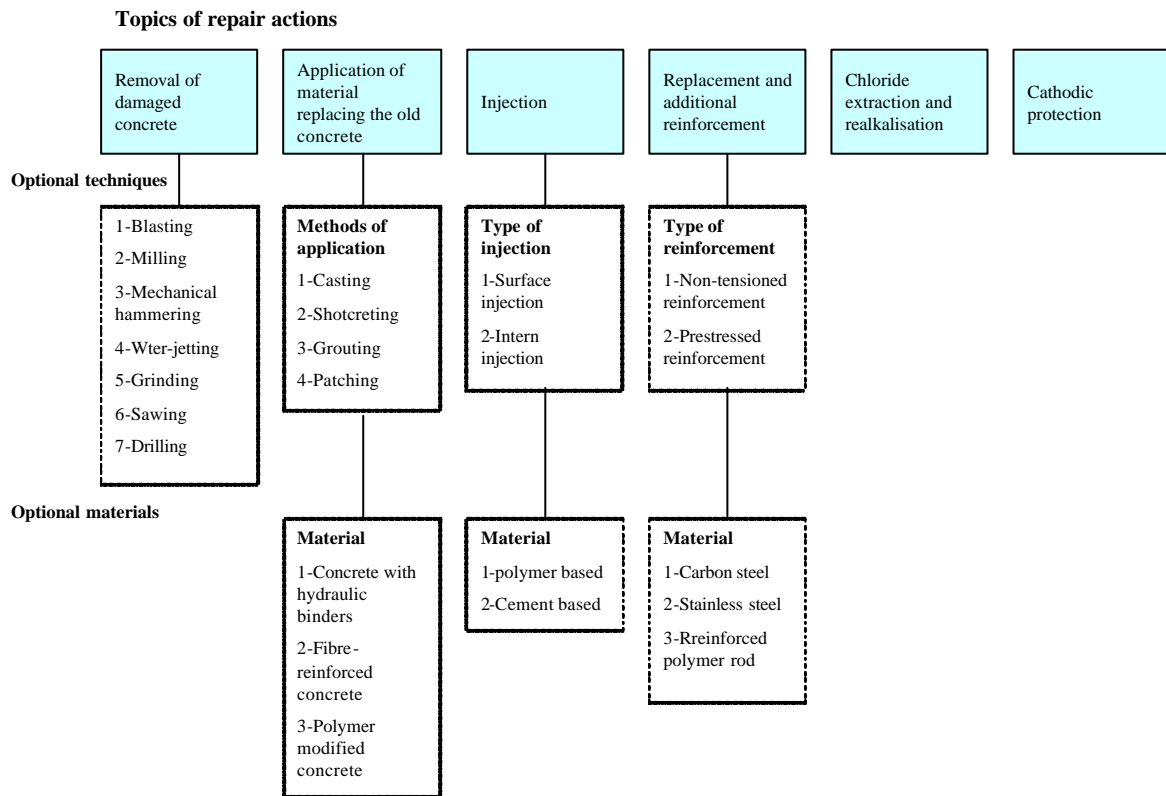 Topics of repair actions
Removal of
damaged
concrete
Application of
material
replacing the old
concrete
Injection
Replacement and
additional
reinforcement
Chloride
extraction and
realkalisation
Cathodic
protection
Optional techniques
1-Blasting
2-Milling
3-Mechanical
hammering
4-Wter-jetting
5-Grinding
6-Sawing
7-Drilling
Methods of
application
1-Casting
2-Shotcreting
3-Grouting
4-Patching
Type of
injection
1-Surface
injection
2-Intern
injection
Type of
reinforcement
1-Non-tensioned
reinforcement
2-Prestressed
reinforcement
Optional materials
Material
1-Concrete with
hydraulic
binders
2-Fibre-
reinforced
concrete
3-Polymer
modified
concrete
Material
1-polymer based
2-Cement based
Material
1-Carbon steel
2-Stainless steel
3-Rreinforced
polymer rod